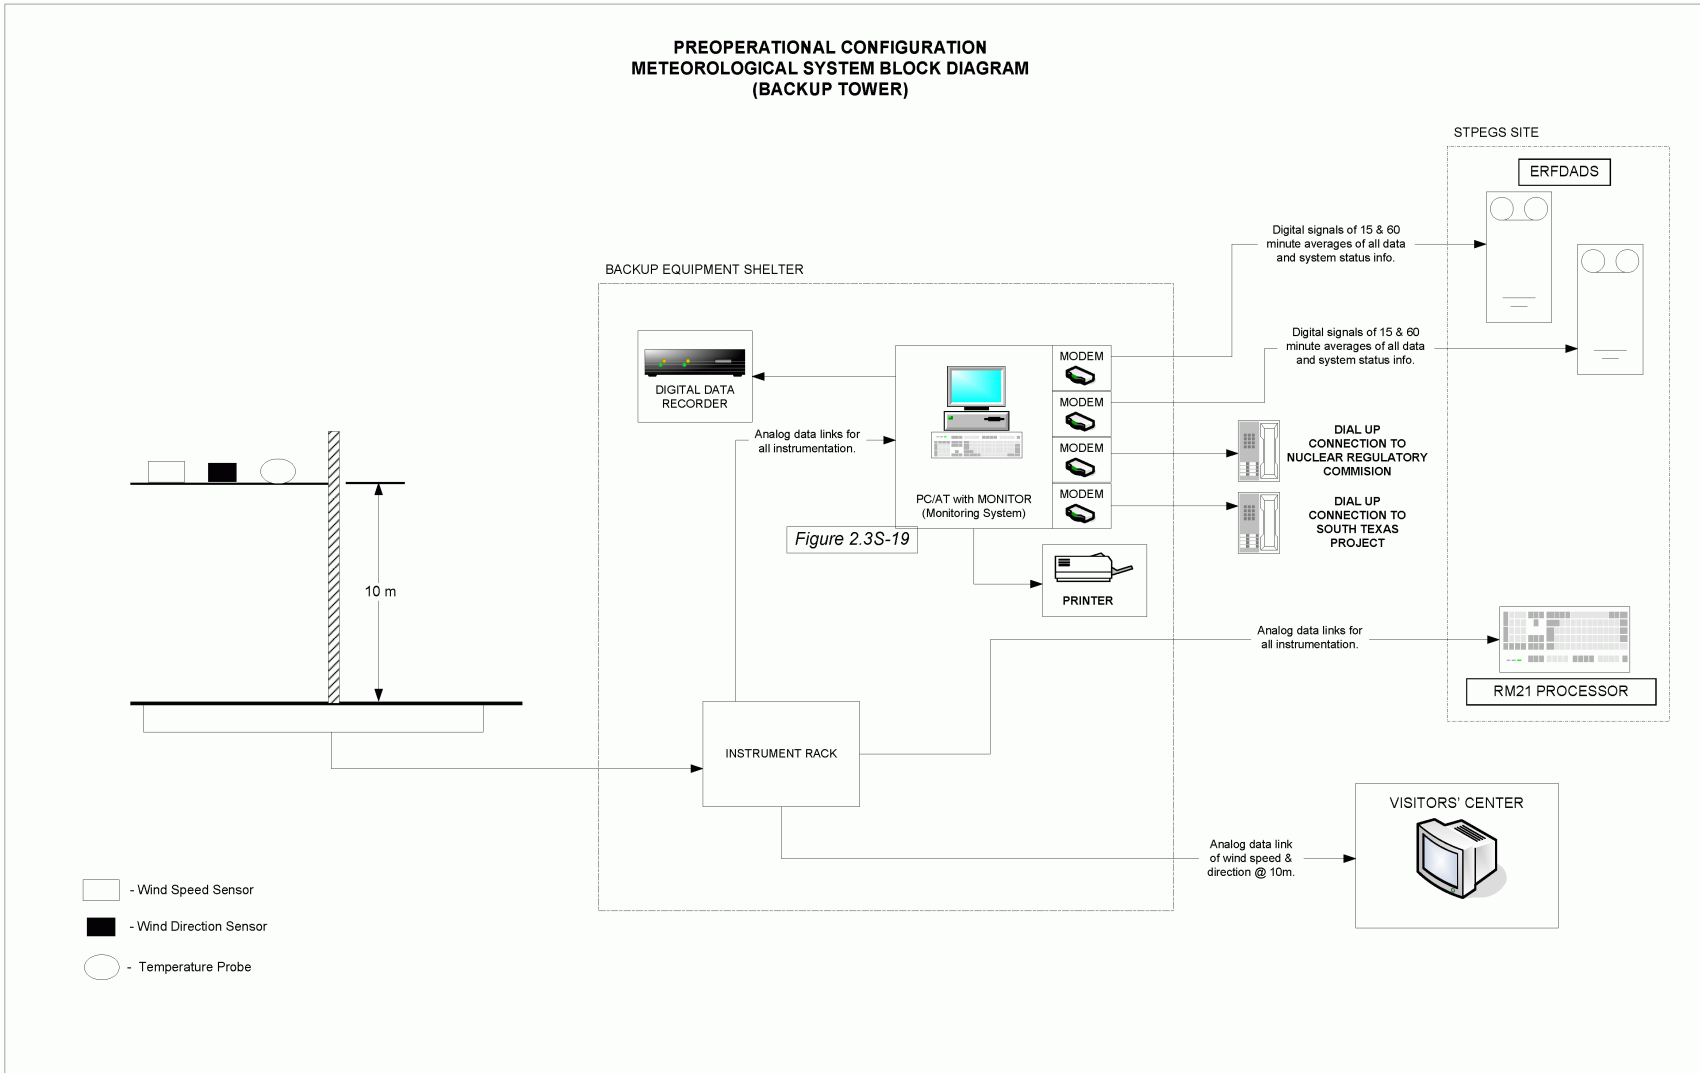 PREOPERATIONAL CONFIGURATION
METEOROLOGICAL SYSTEM BLOCK DIAGRAM
(BACKUP TOWER)
STPEGS SITE
ERFDADS
Digital signals of 15 & 60
minute averages of all data
and system status info.
BACKUP EQUIPMENT SHELTER
Digital signals of 15 & 60
minute averages of all data
and system status info.
DIGITAL DATA
RECORDER
MODEM
MODEM
MODEM
MODEM
Analog data links for
all instrumentation.
PC/AT with MONITOR
(Monitoring System)
DIAL UP
CONNECTION TO
NUCLEAR REGULATORY
COMMISION
DIAL UP
CONNECTION TO
SOUTH TEXAS
PROJECT
Figure 2.3S-19
PRINTER
10 m
Analog data links for
all instrumentation.
RM21 PROCESSOR
INSTRUMENT RACK
VISITORS' CENTER
Analog data link
of wind speed &
direction @ 10m.
- Wind Speed Sensor
- Wind Direction Sensor
- Temperature Probe